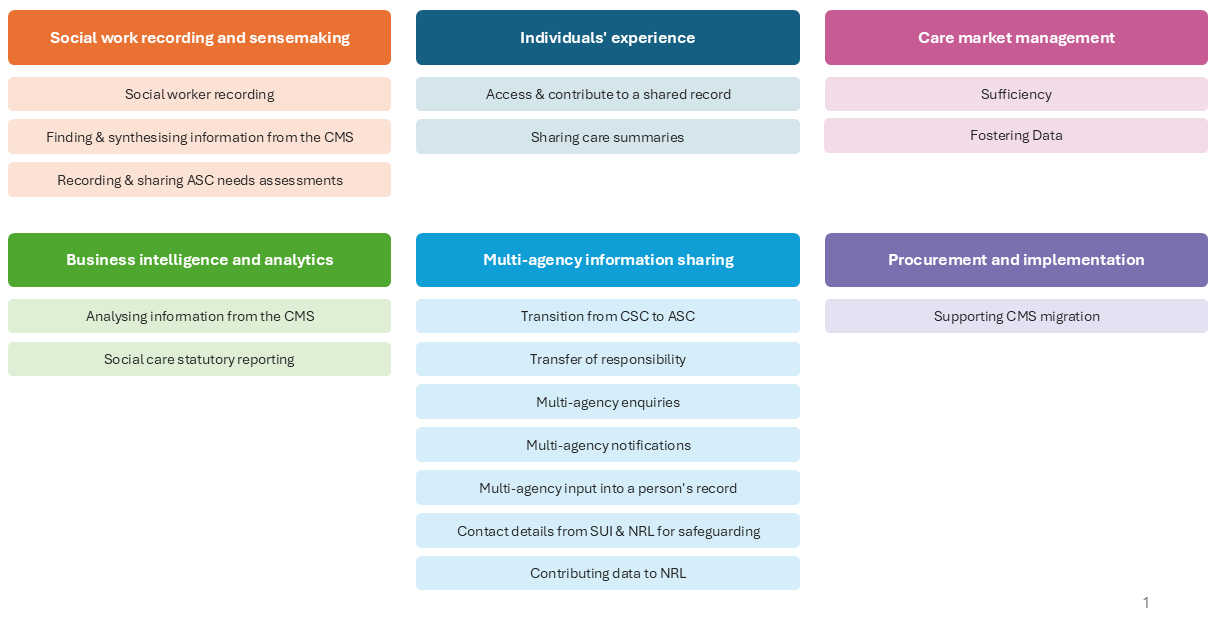 Social work recording and sensemaking
Social worker recording
Finding & synthesising information from the CMS
Recording & sharing ASC needs assessments
Individuals' experience
Access & contribute to a shared record
Sharing care summaries
Care market management
Sufficiency
Fostering Data
Business intelligence and analytics
Analysing information from the CMS
Social care statutory reporting
Multi-agency information sharing
Transition from CSC to ASC
Transfer of responsibility
Multi-agency enquiries
Multi-agency notifications
Multi-agency input into a person's record
Contact details from SUI & NRL for safeguarding
Contributing data to NRL
Procurement and implementation
Supporting CMS migration
1